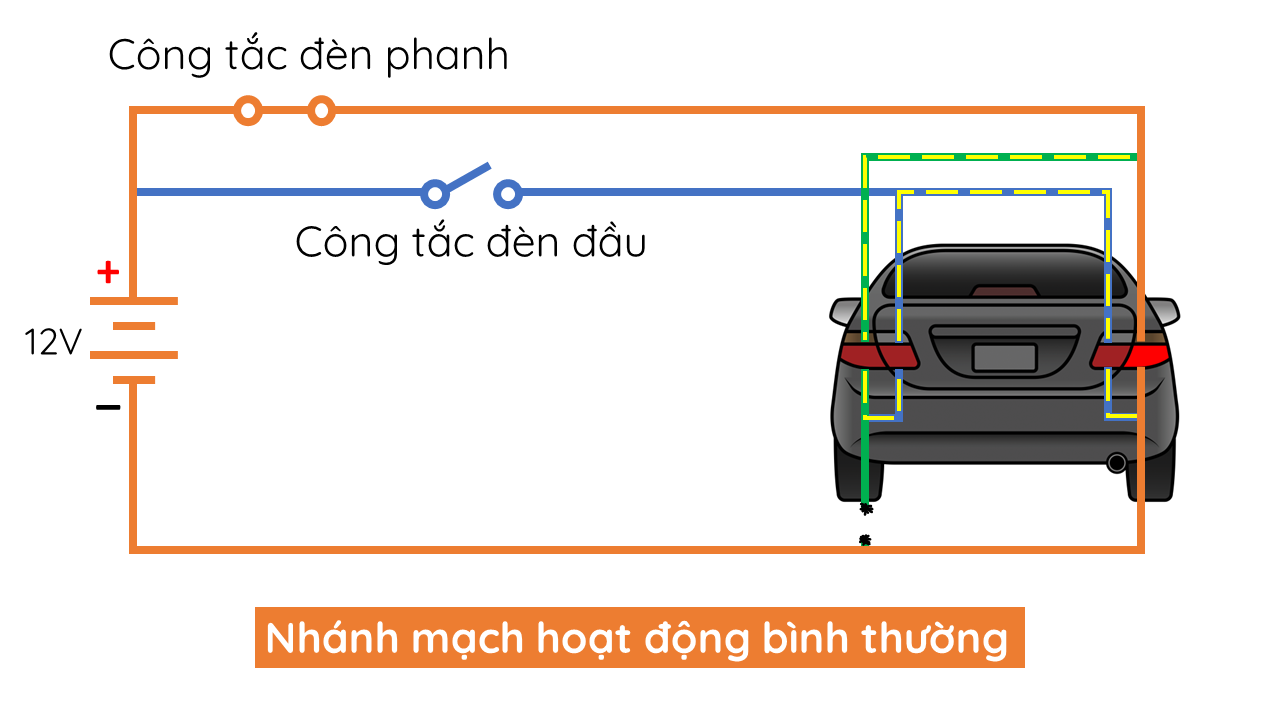 Công tắc đèn phanh
Công tắc đèn đầu
+
12V
−
Nhánh mạch hoạt động bình thường